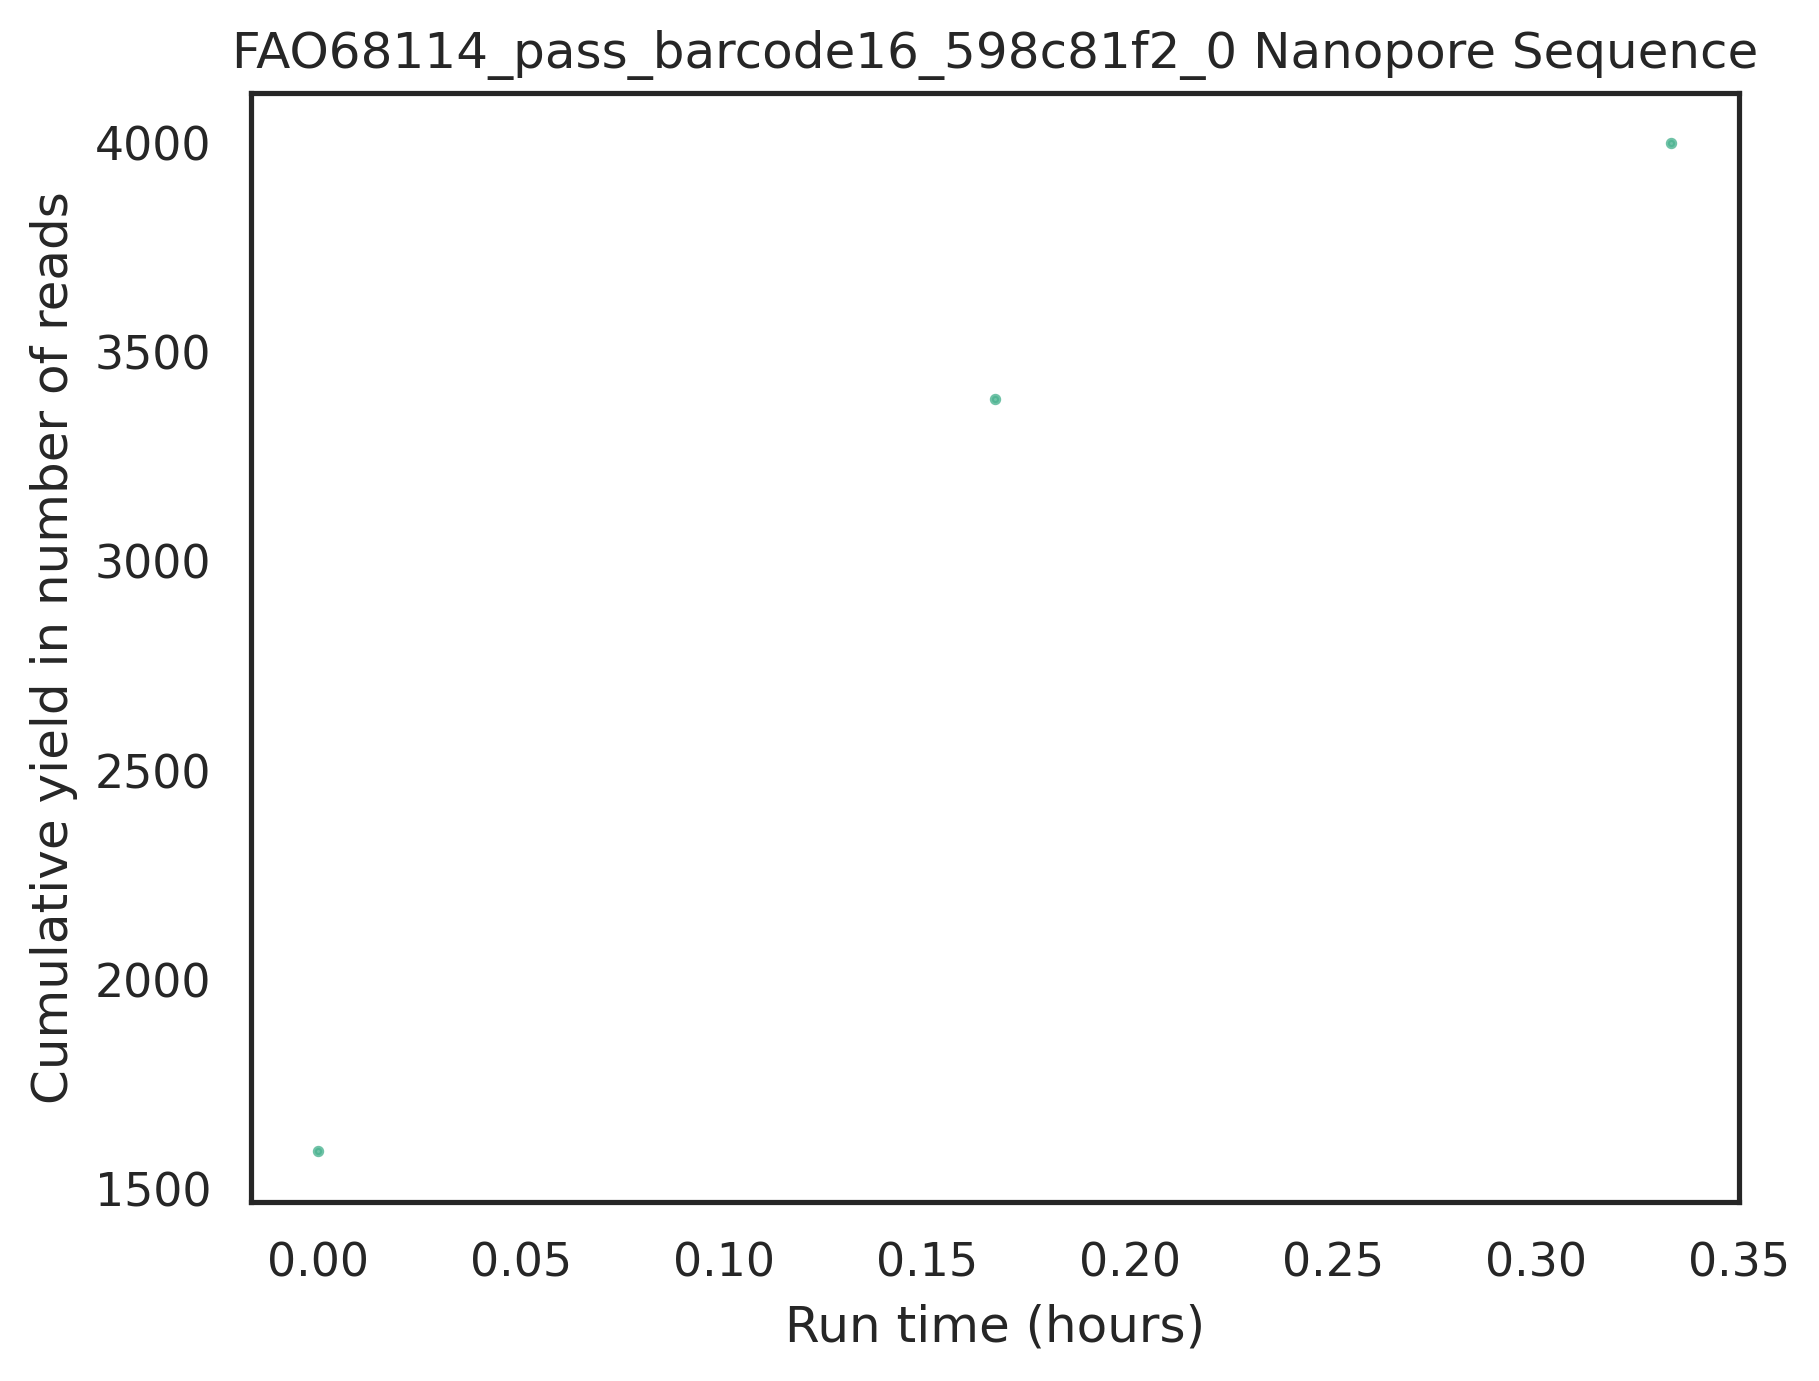 FAO68114_pass_barcode16_598c81f2_0 Nanopore Sequence
Cumulative yield in number of reads
4000
3500
3000
2500
2000
1500
0.00 0.05 0.10 0.15 0.20 0.25 0.30 0.35
Run time (hours)